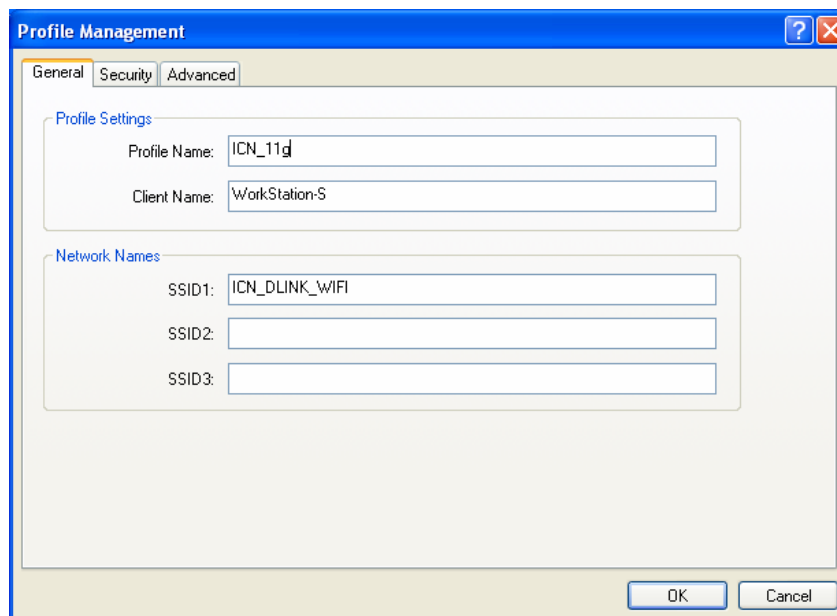 Profile Management
General Security Advanced
Profile Settings
Profile Name: ICN_11g
Client Name: WorkStation-S
Network Names
SSID1: ICN_DLINK_WIFI
SSID2:
SSID3:
OK Cancel